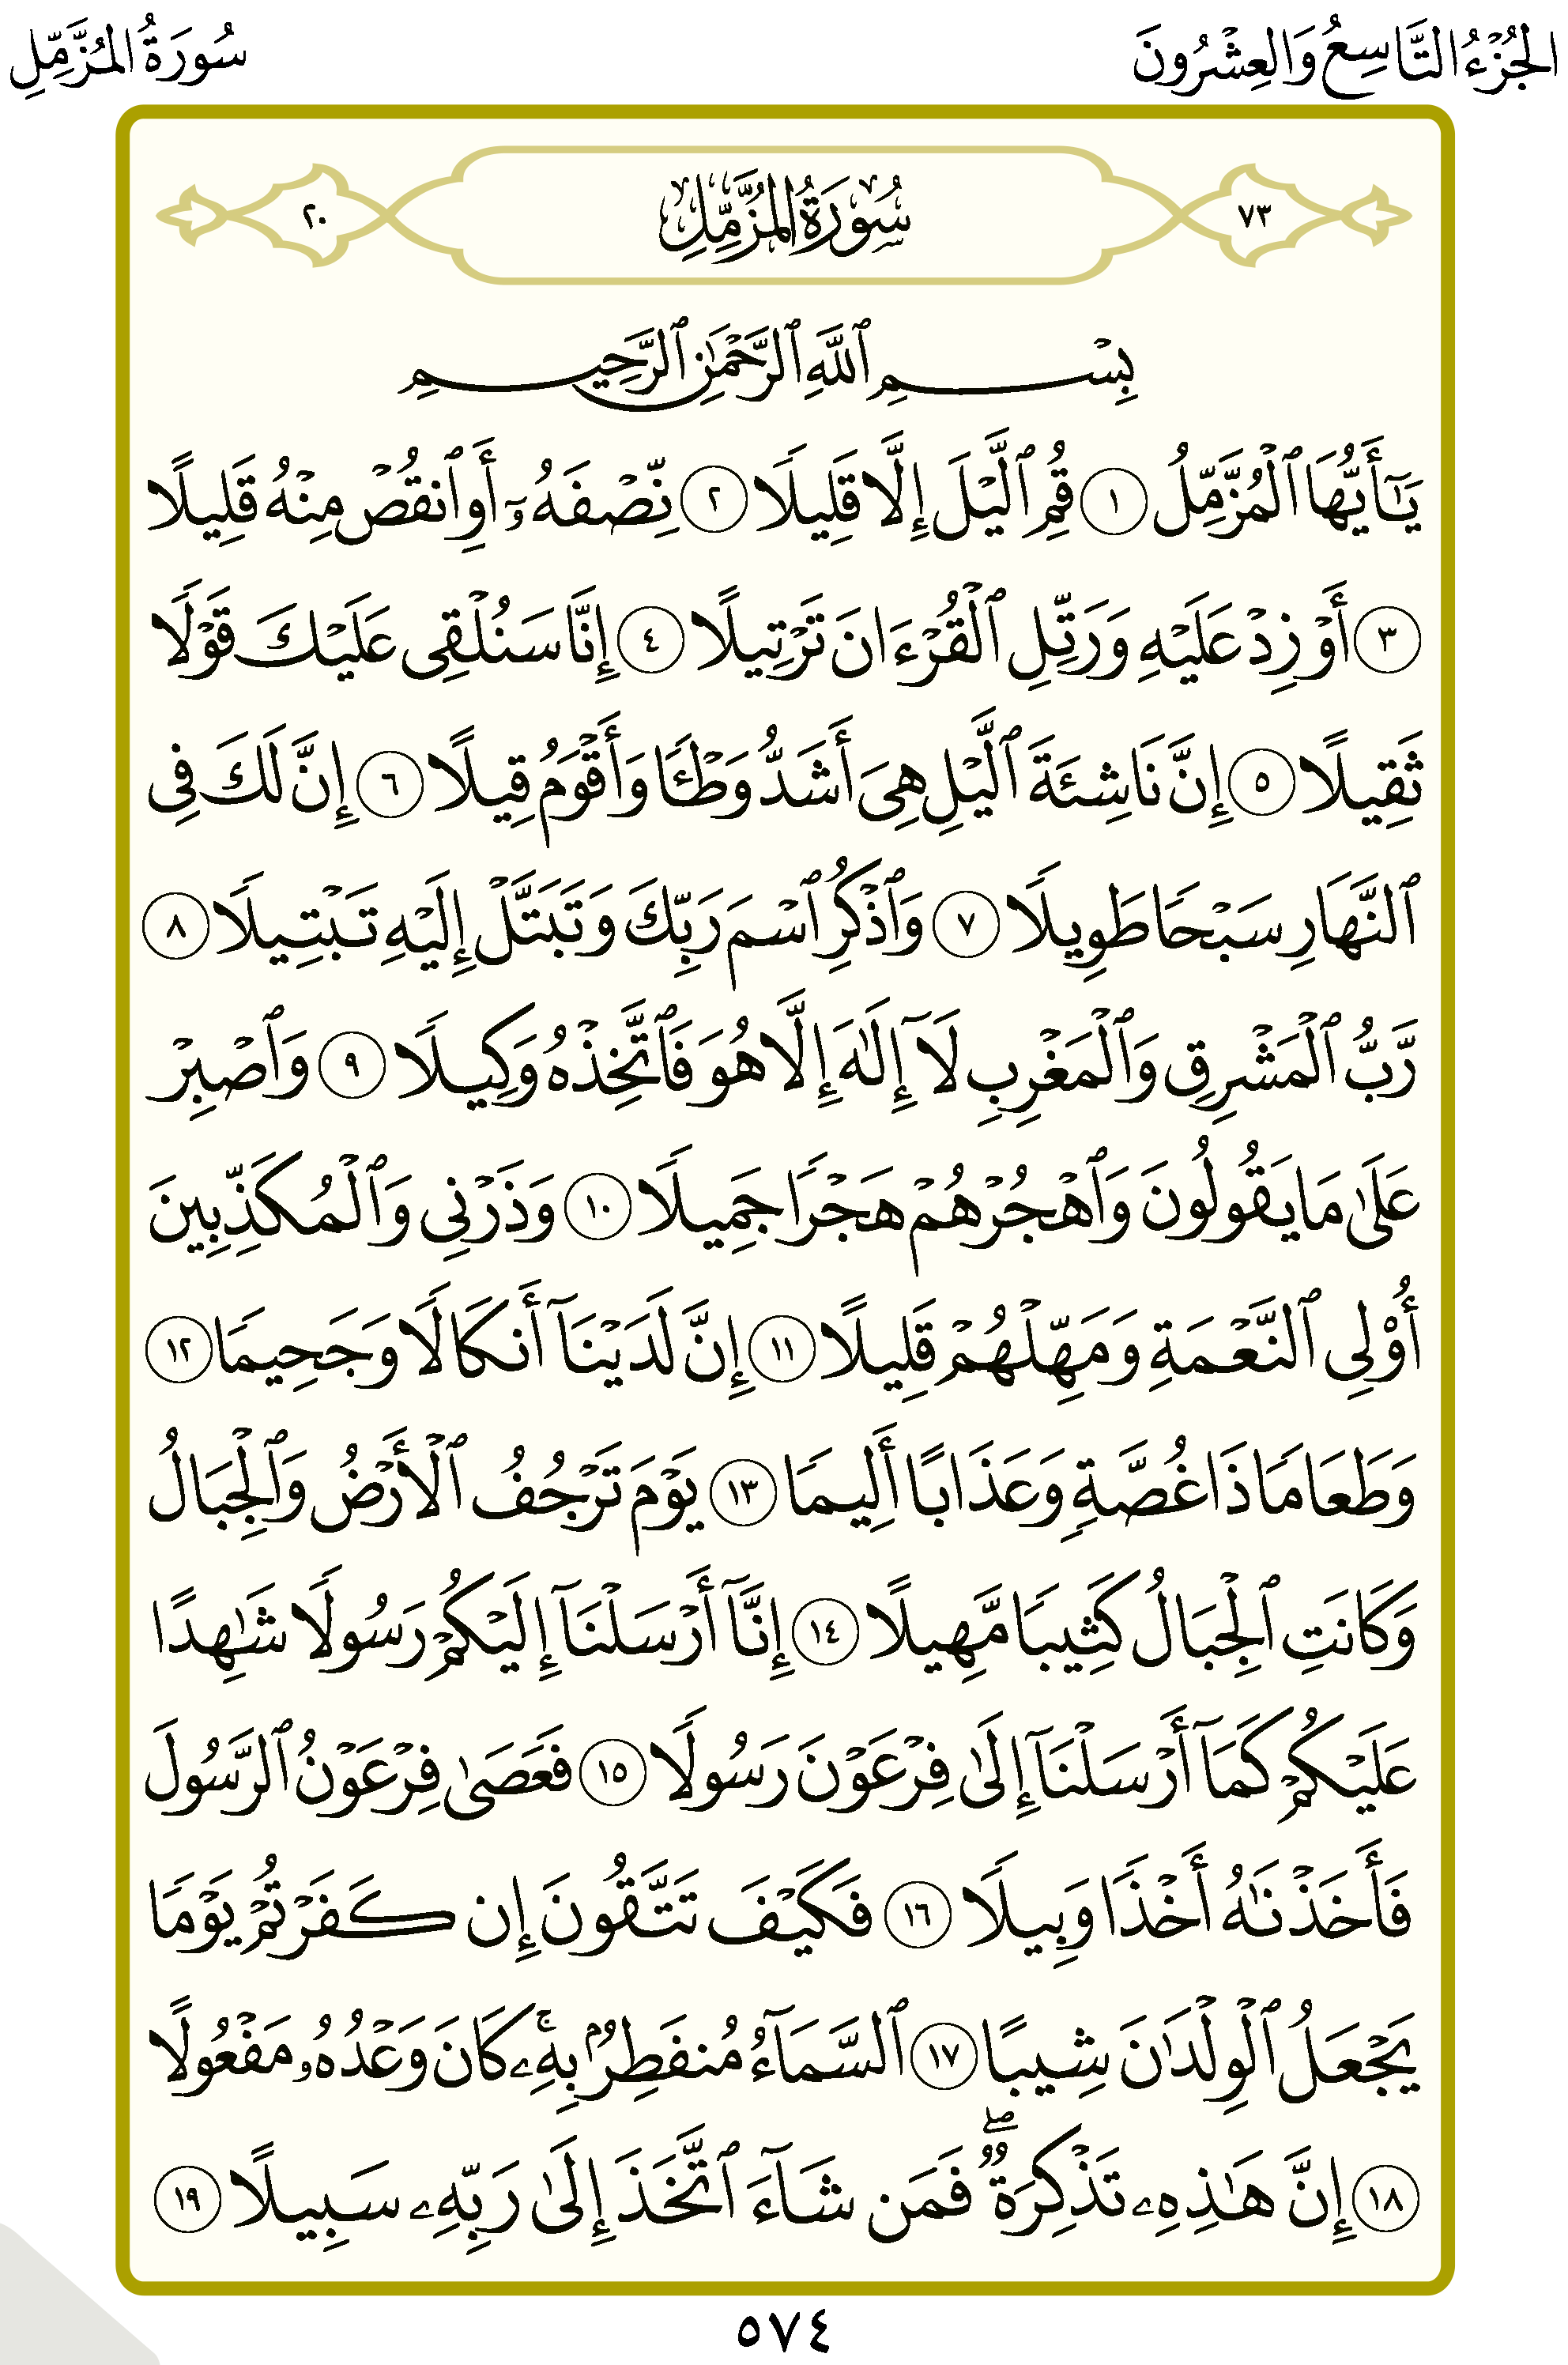 الجُزْءُ التَّاسِعُ وَالعِشْرُونَ
سُورَةُ المُزَّمِّلِ
٧٣
سُورَةُ المُزَّمِّلِ
٢٠
بِسْمِ ٱللَّهِ ٱلرَّحْمَٰنِ ٱلرَّحِيمِ
يَٰٓأَيُّهَا ٱلْمُزَّمِّلُ ١ قُمِ ٱلَّيْلَ إِلَّا قَلِيلًا ٢ نِّصْفَهُۥٓ أَوِ ٱنقُصْ مِنْهُ قَلِيلًا
٣ أَوْ زِدْ عَلَيْهِ وَرَتِّلِ ٱلْقُرْءَانَ تَرْتِيلًا ٤ إِنَّا سَنُلْقِى عَلَيْكَ قَوْلًا
ثَقِيلًا ٥ إِنَّ نَاشِئَةَ ٱلَّيْلِ هِىَ أَشَدُّ وَطْـًٔا وَأَقْوَمُ قِيلًا ٦ إِنَّ لَكَ فِى
ٱلنَّهَارِ سَبْحًا طَوِيلًا ٧ وَٱذْكُرِ ٱسْمَ رَبِّكَ وَتَبَتَّلْ إِلَيْهِ تَبْتِيلًا ٨
رَّبُّ ٱلْمَشْرِقِ وَٱلْمَغْرِبِ لَآ إِلَٰهَ إِلَّا هُوَ فَٱتَّخِذْهُ وَكِيلًا ٩ وَٱصْبِرْ
عَلَىٰ مَا يَقُولُونَ وَٱهْجُرْهُمْ هَجْرًا جَمِيلًا ١٠ وَذَرْنِى وَٱلْمُكَذِّبِينَ
أُو۟لِى ٱلنَّعْمَةِ وَمَهِّلْهُمْ قَلِيلًا ١١ إِنَّ لَدَيْنَآ أَنكَالًا وَجَحِيمًا ١٢
وَطَعَامًا ذَا غُصَّةٍ وَعَذَابًا أَلِيمًا ١٣ يَوْمَ تَرْجُفُ ٱلْأَرْضُ وَٱلْجِبَالُ
وَكَانَتِ ٱلْجِبَالُ كَثِيبًا مَّهِيلًا ١٤ إِنَّآ أَرْسَلْنَآ إِلَيْكُمْ رَسُولًا شَٰهِدًا
عَلَيْكُمْ كَمَآ أَرْسَلْنَآ إِلَىٰ فِرْعَوْنَ رَسُولًا ١٥ فَعَصَىٰ فِرْعَوْنُ ٱلرَّسُولَ
فَأَخَذْنَٰهُ أَخْذًا وَبِيلًا ١٦ فَكَيْفَ تَتَّقُونَ إِن كَفَرْتُمْ يَوْمًا
يَجْعَلُ ٱلْوِلْدَٰنَ شِيبًا ١٧ ٱلسَّمَآءُ مُنفَطِرٌۢ بِهِۦۚ كَانَ وَعْدُهُۥ مَفْعُولًا
١٨ إِنَّ هَٰذِهِۦ تَذْكِرَةٌۖ فَمَن شَآءَ ٱتَّخَذَ إِلَىٰ رَبِّهِۦ سَبِيلًا ١٩
٥٧٤